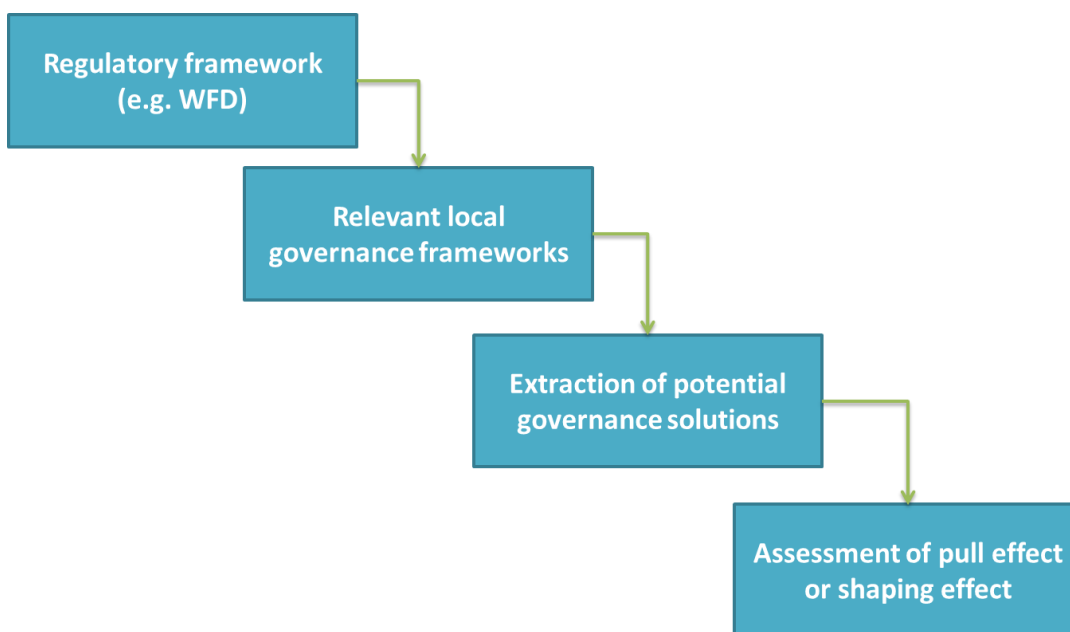 Regulatory framework
(e.g. WFD)
Relevant local
governance frameworks
Extraction of potential
governance solutions
Assessment of pull effect
or shaping effect